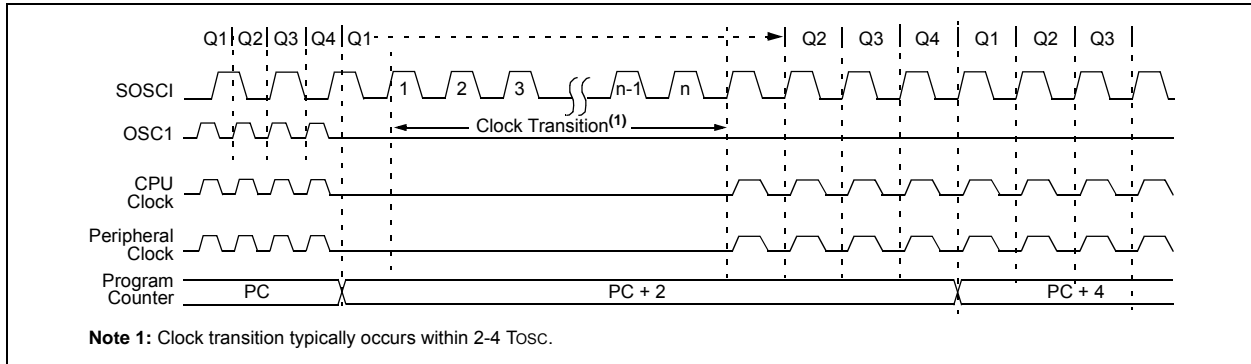 Q1 Q2 Q3 Q4 Q1 Q2 Q3 Q4 Q1 Q2 Q3
SOSCI 1 2 3 n-1 n
OSC1 Clock Transition(1)
CPU
Clock
Peripheral
Clock
Program
Counter PC PC + 2 PC + 4
Note 1: Clock transition typically occurs within 2-4 TOSC.